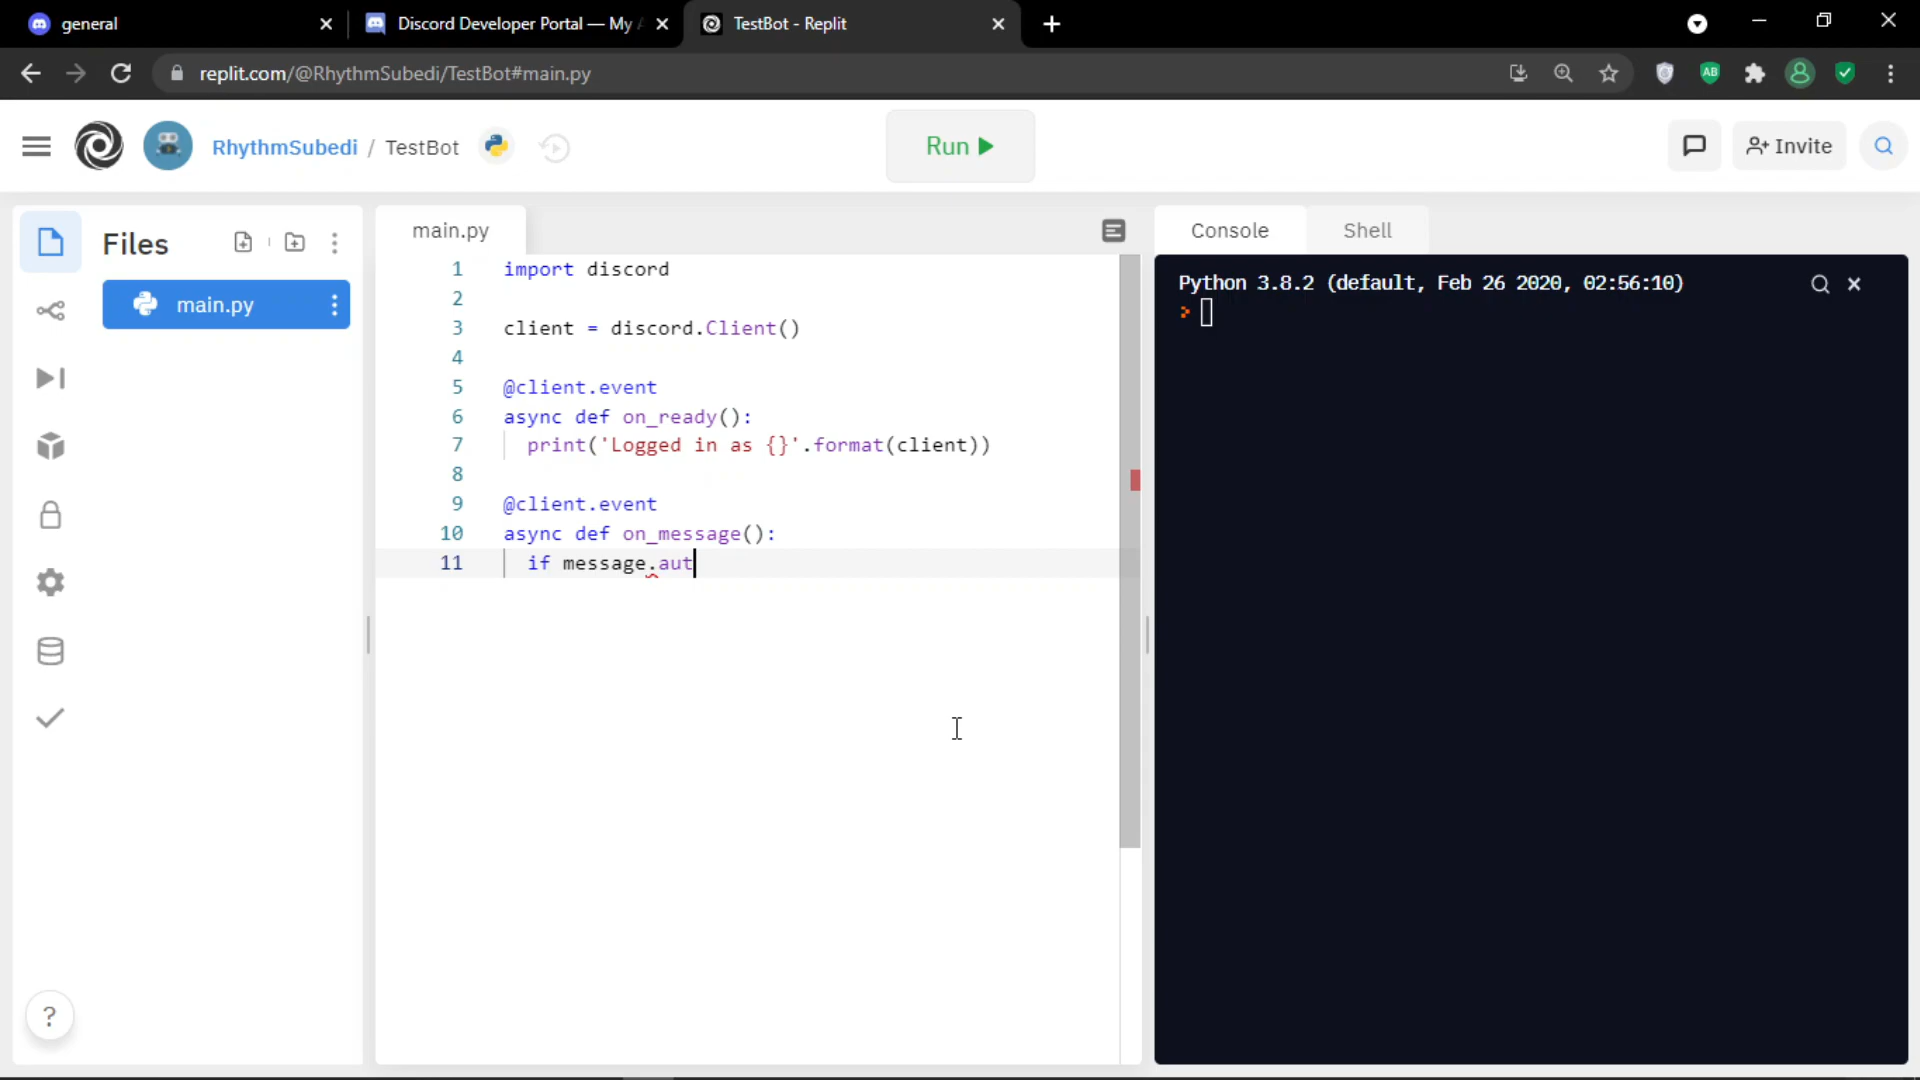 general
Discord Developer Portal — My
TestBot - Replit
replit.com/@RhythmSubedi/TestBot#main.py
AB
RhythmSubedi / TestBot
Run
Invite
Files
main.py
main.py
1 import discord
2
3 client = discord.Client()
4
5 @client.event
6 async def on_ready():
7 print('Logged in as {}'.format(client))
8
9 @client.event
10 async def on_message():
11 if message.aut
Console
Shell
Python 3.8.2 (default, Feb 26 2020, 02:56:10)
>
?